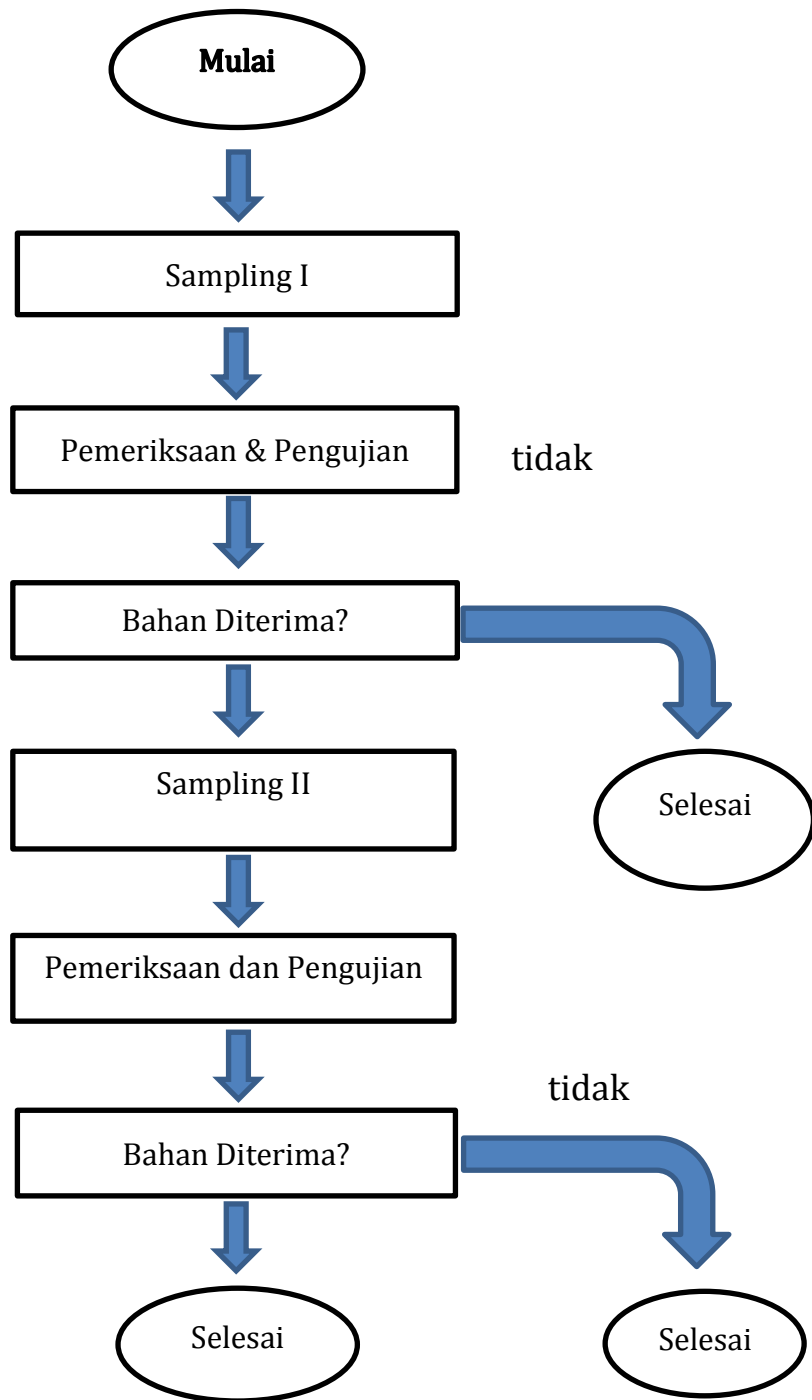 Mulai
Sampling I
Pemeriksaan & Pengujian
tidak
Bahan Diterima?
Sampling II
Selesai
Pemeriksaan dan Pengujian
tidak
Bahan Diterima?
Selesai
Selesai